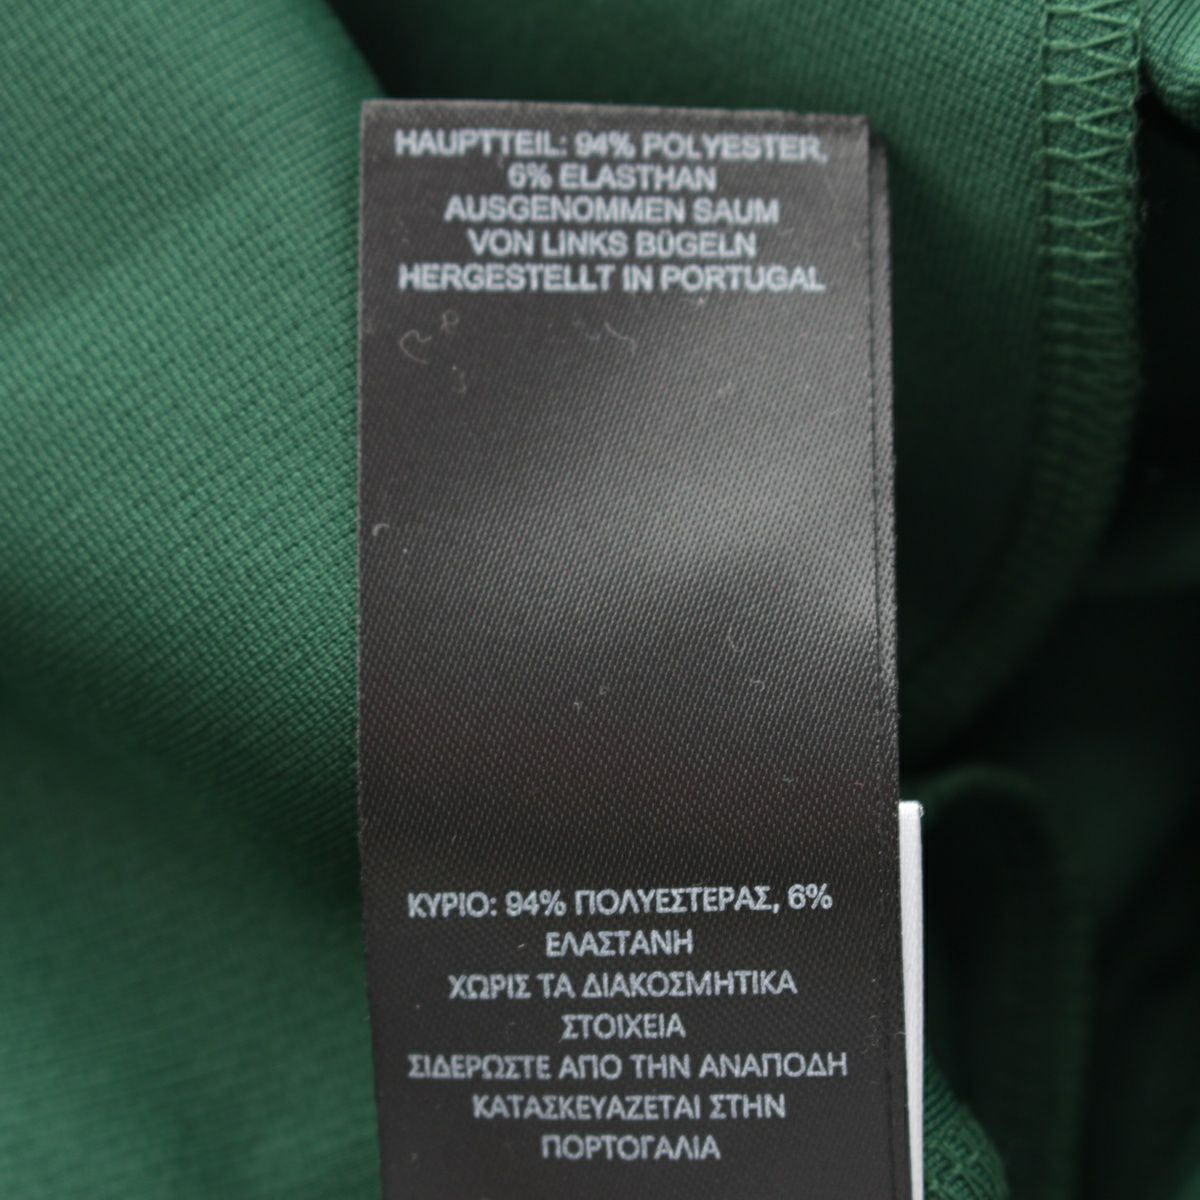 HAUPTTEIL: 94% POLYESTER,
6% ELASTHAN
AUSGENOMMEN SAUM
VON LINKS BÜGELN
HERGESTELLT IN PORTUGAL
ΚΥΡΙΟ: 94% ΠΟΛΥΕΣΤΕΡΑΣ, 6%
ΕΛΑΣΤΑΝΗ
ΧΩΡΙΣ ΤΑ ΔΙΑΚΟΣΜΗΤΙΚΑ
ΣΤΟΙΧΕΙΑ
ΣΙΔΕΡΩΣΤΕ ΑΠΟ ΤΗΝ ΑΝΑΠΟΔΗ
ΚΑΤΑΣΚΕΥΑΖΕΤΑΙ ΣΤΗΝ
ΠΟΡΤΟΓΑΛΙΑ